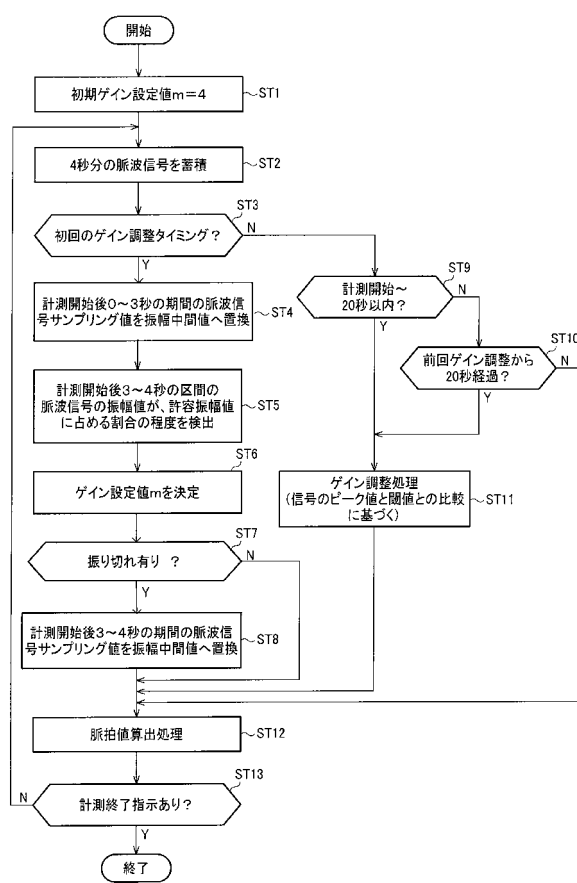 開始
初期ゲイン設定値m=4
ST1
4秒分の脈波信号を蓄積
ST2
初回のゲイン調整タイミング?
ST3
N
Y
計測開始後0～3秒の期間の脈波信
号サンプリング値を振幅中間値へ置換
ST4
計測開始～
20秒以内?
ST9
N
Y
前回ゲイン調整から
20秒経過?
ST10
N
Y
計測開始後3～4秒の区間の
脈波信号の振幅値が、許容振幅値
に占める割合の程度を検出
ST5
ゲイン設定値mを決定
ST6
ゲイン調整処理
(信号のピーク値と閾値との比較
に基づく)
ST11
振り切れ有り ?
ST7
N
Y
計測開始後3～4秒の期間の脈波信
号サンプリング値を振幅中間値へ置換
ST8
脈拍値算出処理
ST12
計測終了指示あり?
ST13
N
Y
終了